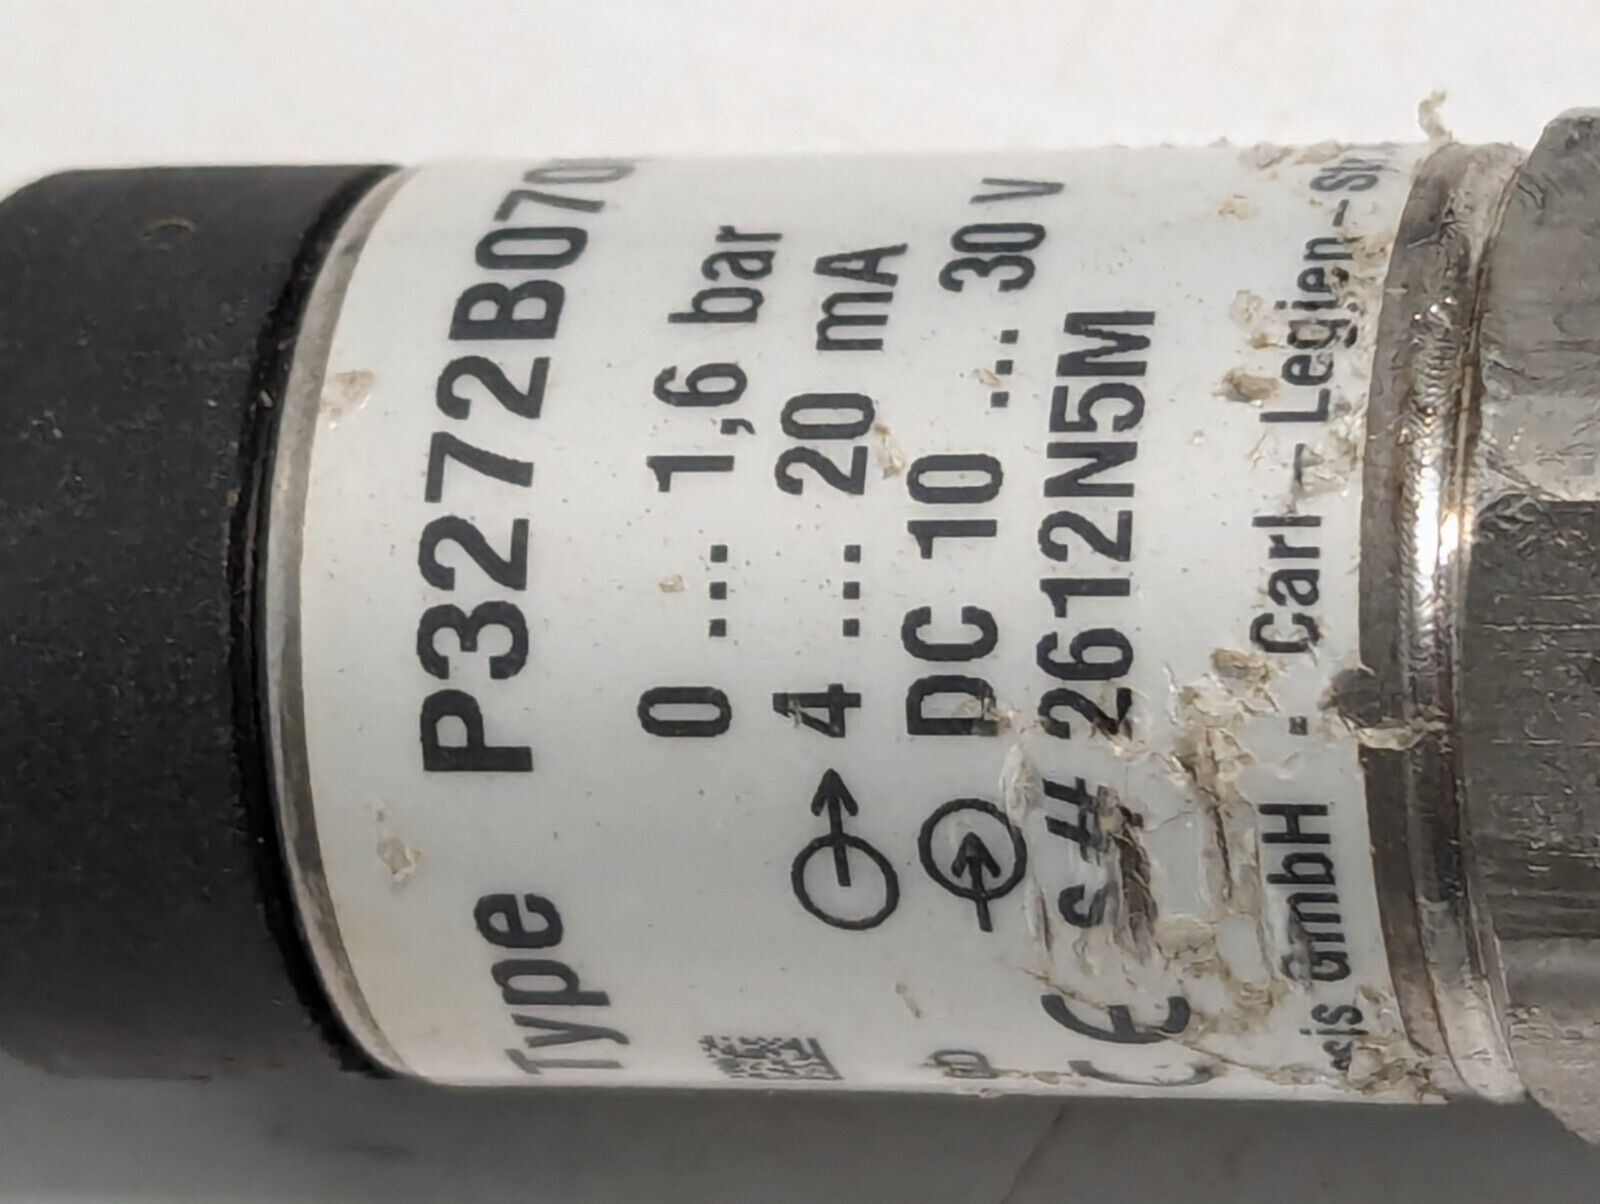 Type P3272B070
0 ... 1,6 bar
4 ... 20 mA
DC 10 ... 30 V
CE s# 2612N5M
GmbH - Carl-Legien-